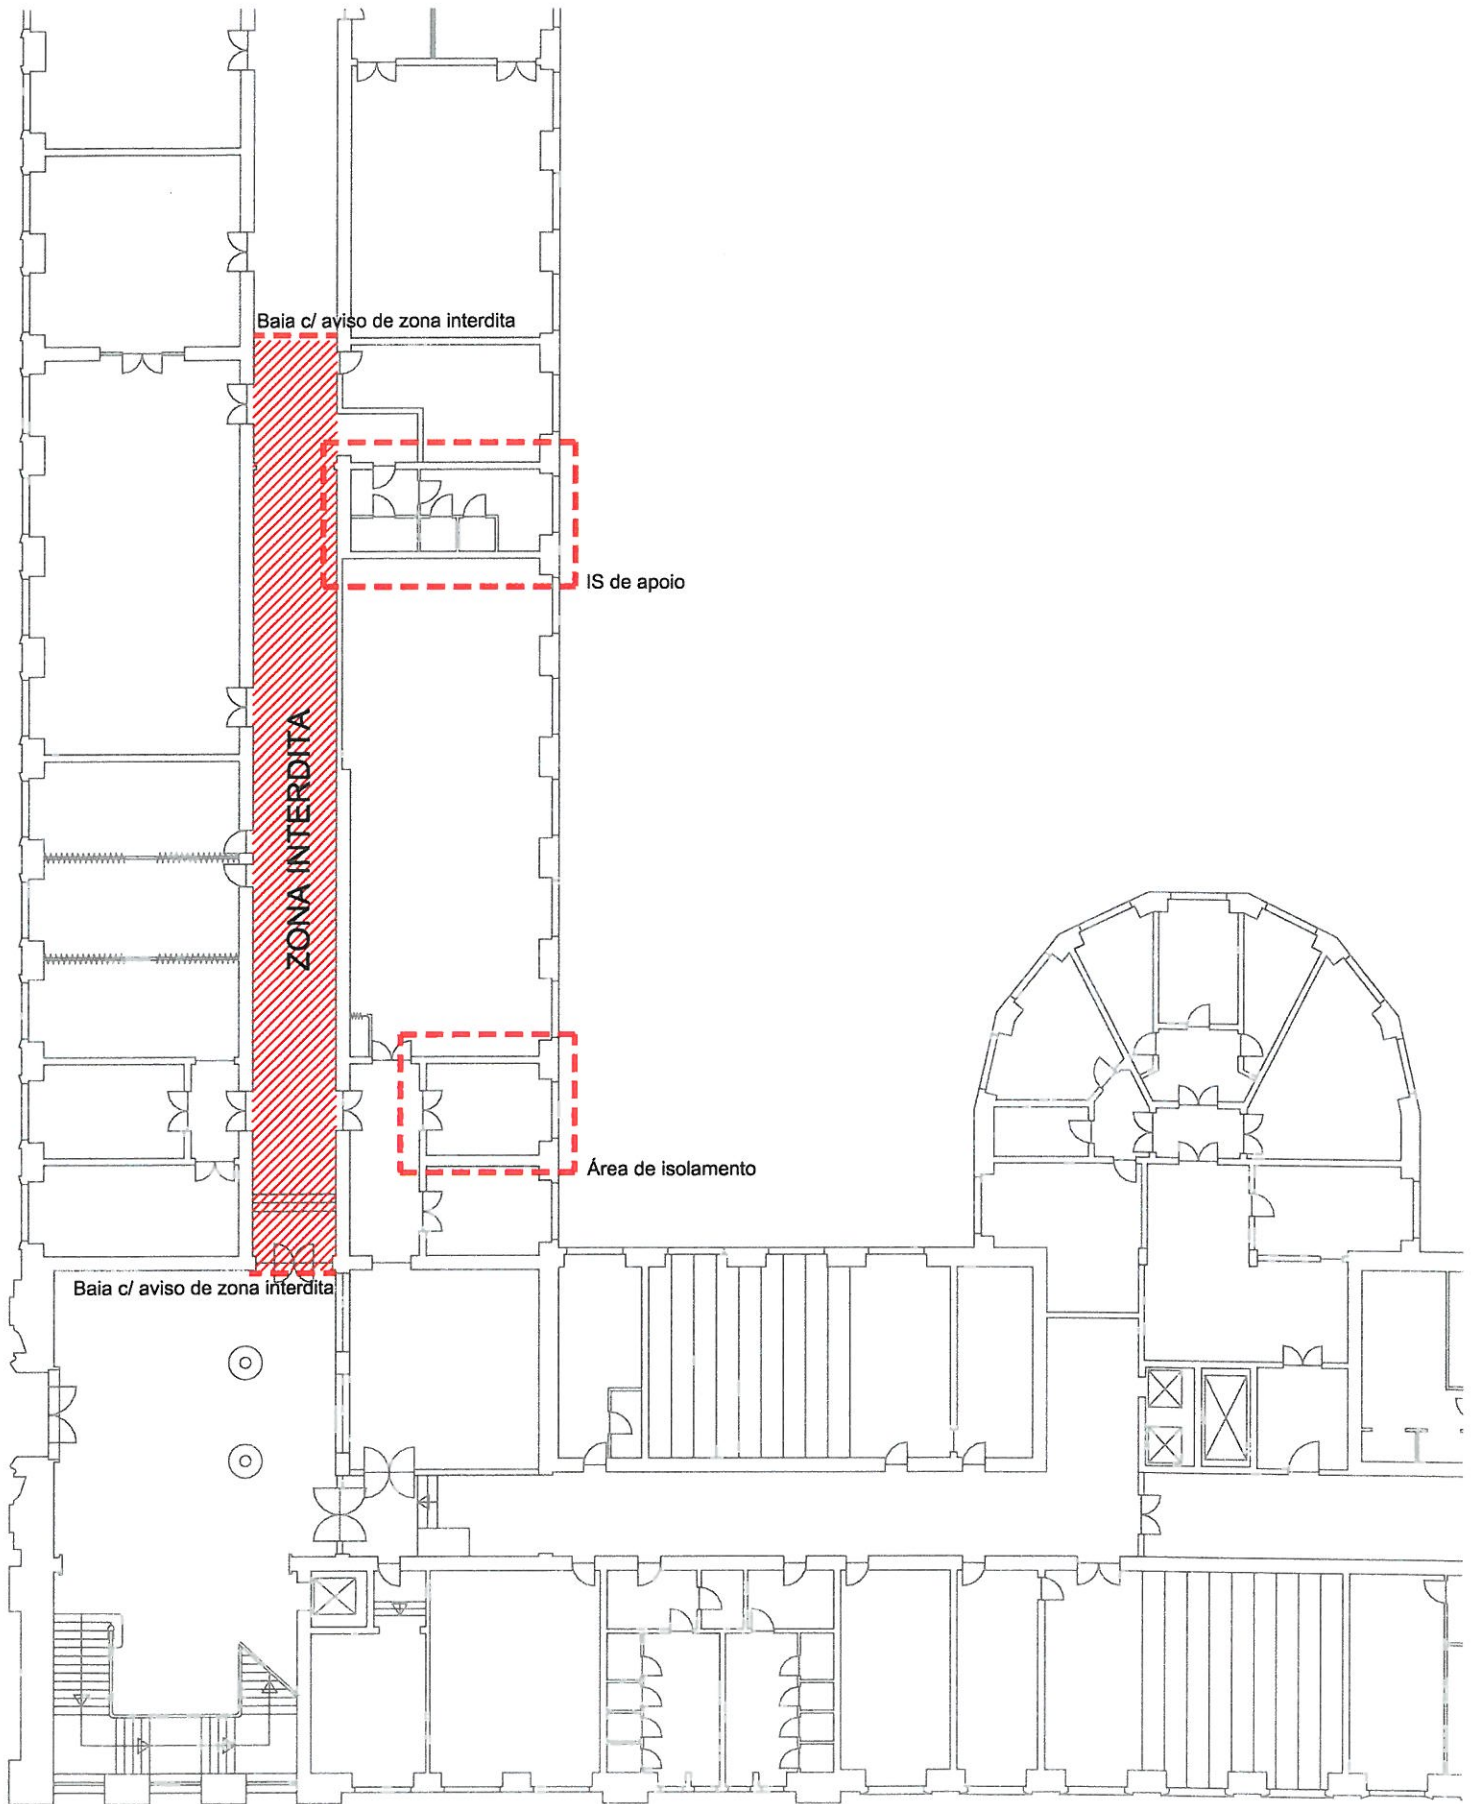 Baia c/ aviso de zona interdita
IS de apoio
ZONA INTERDITA
Área de isolamento
Baia c/ aviso de zona interdita